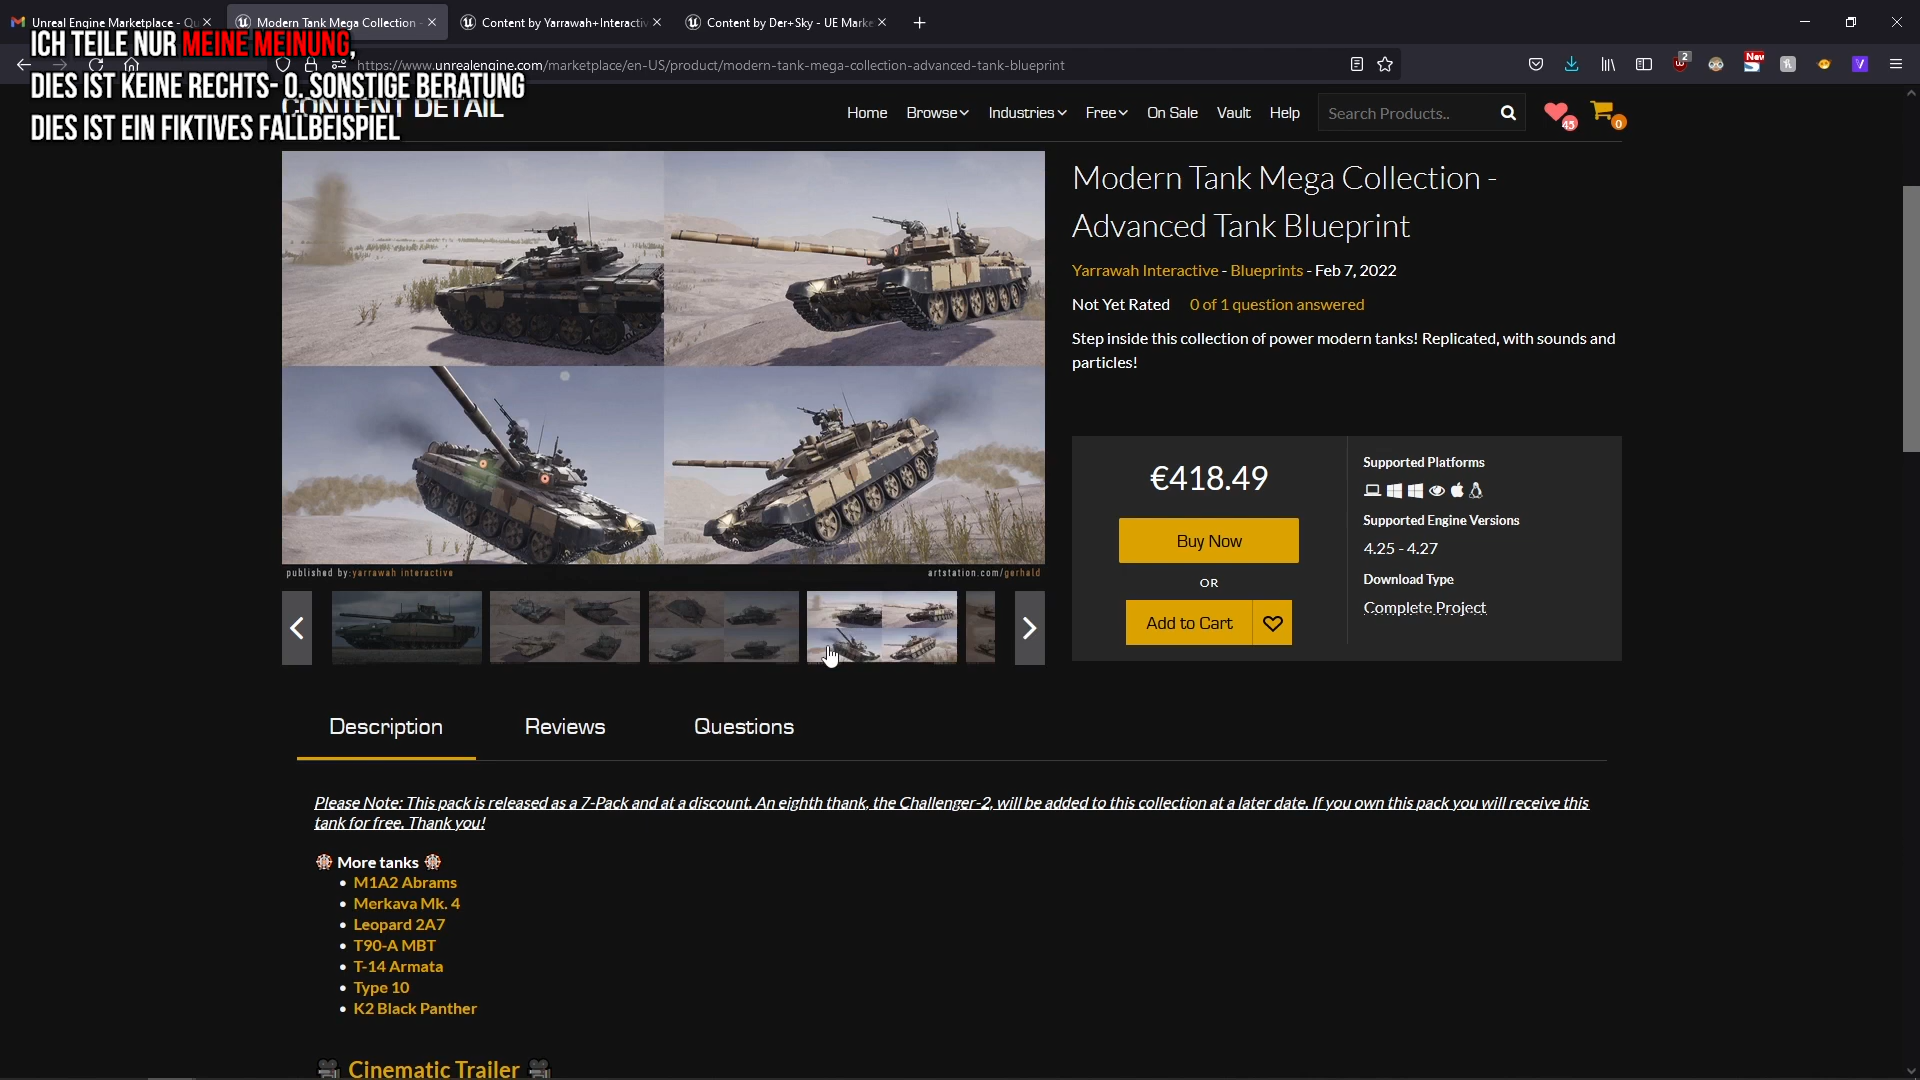 Unreal Engine Marketplace - Qu
Modern Tank Mega Collection -
Content by Yarrawah+Interactiv
Content by Der+Sky - UE Marke
ICH TEILE NUR MEINE MEINUNG,
DIES IST KEINE RECHTS- O. SONSTIGE BERATUNG
DIES IST EIN FIKTIVES FALLBEISPIEL
https://www.unrealengine.com/marketplace/en-US/product/modern-tank-mega-collection-advanced-tank-blueprint
2
New
CONTENT DETAIL
Home Browse Industries Free On Sale Vault Help
Search Products..
45
0
Modern Tank Mega Collection -
Advanced Tank Blueprint
Yarrawah Interactive - Blueprints - Feb 7, 2022
Not Yet Rated 0 of 1 question answered
Step inside this collection of power modern tanks! Replicated, with sounds and
particles!
€418.49
Buy Now
OR
Add to Cart
Supported Platforms
Supported Engine Versions
4.25 - 4.27
Download Type
Complete Project
published by:yarrawah interactive
artstation.com/gerhald
Description Reviews Questions
Please Note: This pack is released as a 7-Pack and at a discount. An eighth thank, the Challenger-2, will be added to this collection at a later date. If you own this pack you will receive this
tank for free. Thank you!
More tanks
• M1A2 Abrams
• Merkava Mk. 4
• Leopard 2A7
• T90-A MBT
• T-14 Armata
• Type 10
• K2 Black Panther
Cinematic Trailer